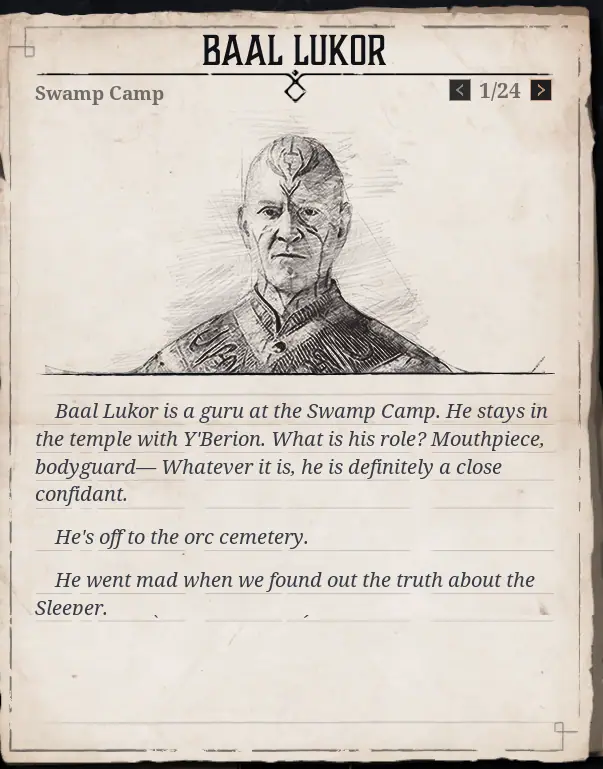 BAAL LUKOR
Swamp Camp
1/24
Baal Lukor is a guru at the Swamp Camp. He stays in
the temple with Y'Berion. What is his role? Mouthpiece,
bodyguard— Whatever it is, he is definitely a close
confidant.
He's off to the orc cemetery.
He went mad when we found out the truth about the
Sleeper.